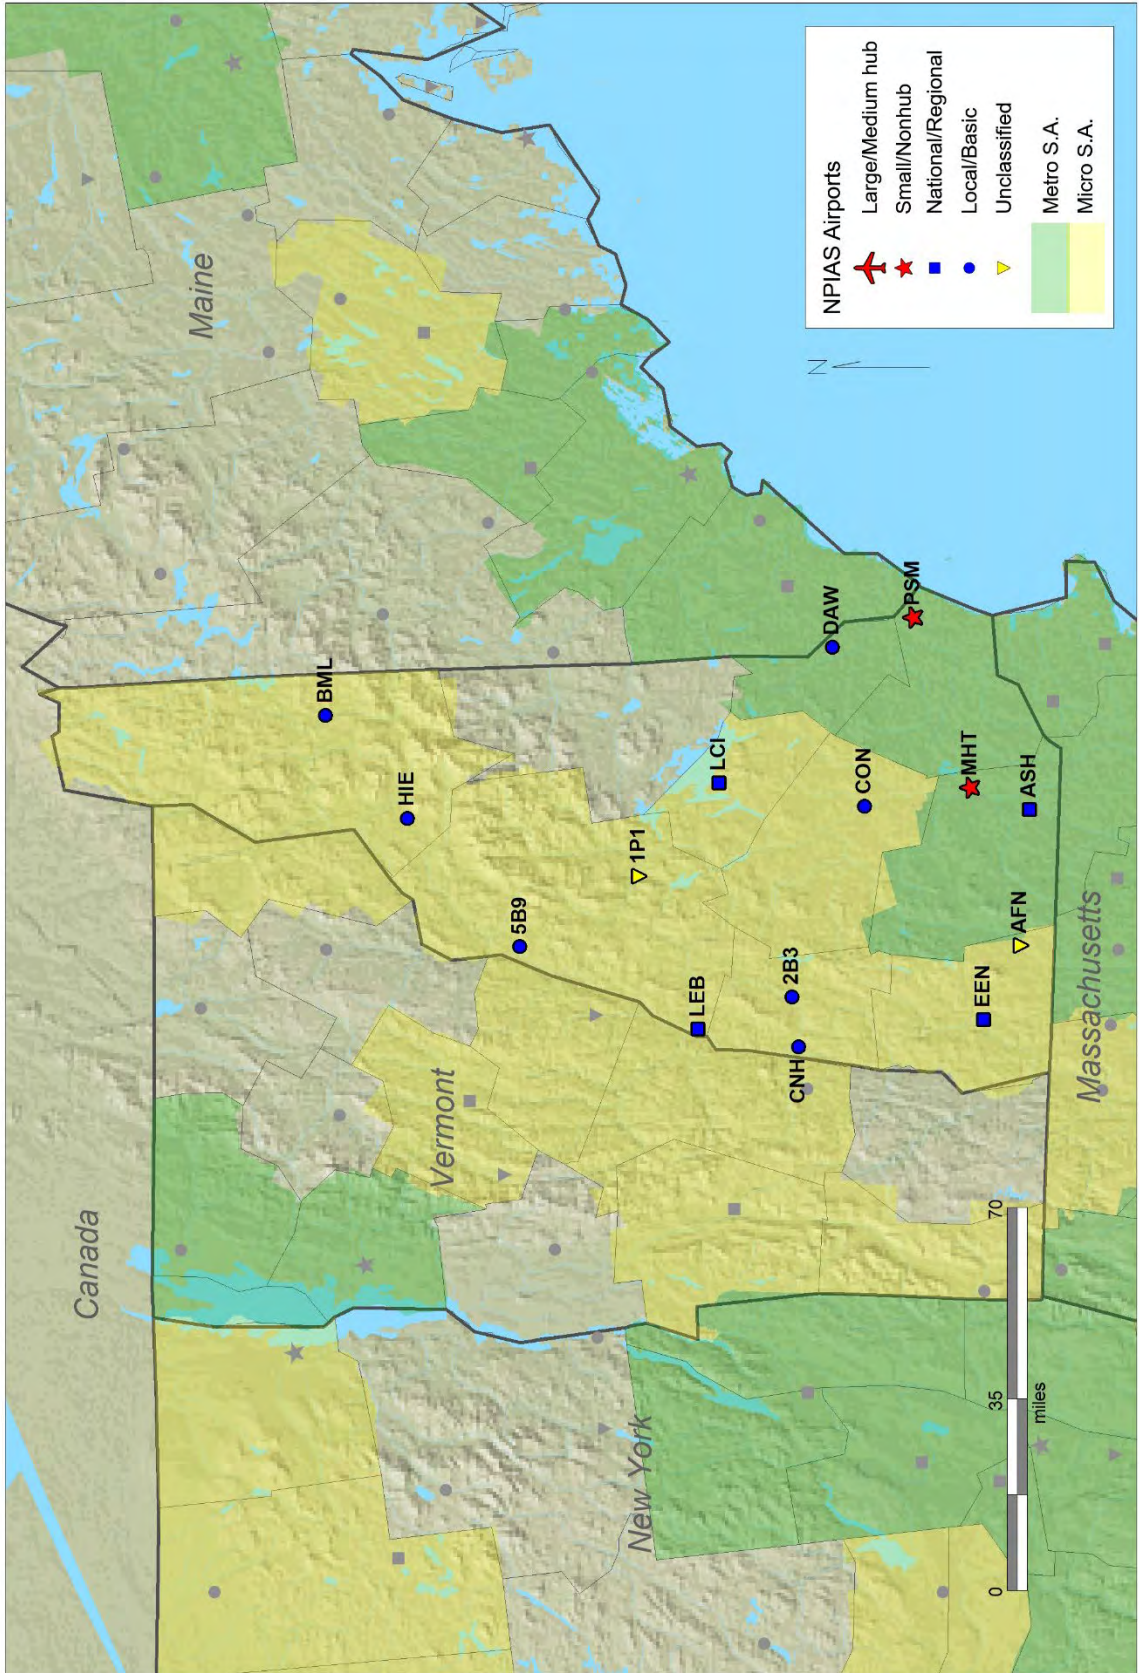 Canada
Maine
Vermont
New York
Massachusetts
BML
HIE
5B9
1P1
LCI
LEB
2B3
CNH
DAW
CON
PSM
MHT
EEN
AFN
ASH
0
35
70
miles
N
NPIAS Airports
Large/Medium hub
Small/Nonhub
National/Regional
Local/Basic
Unclassified
Metro S.A.
Micro S.A.